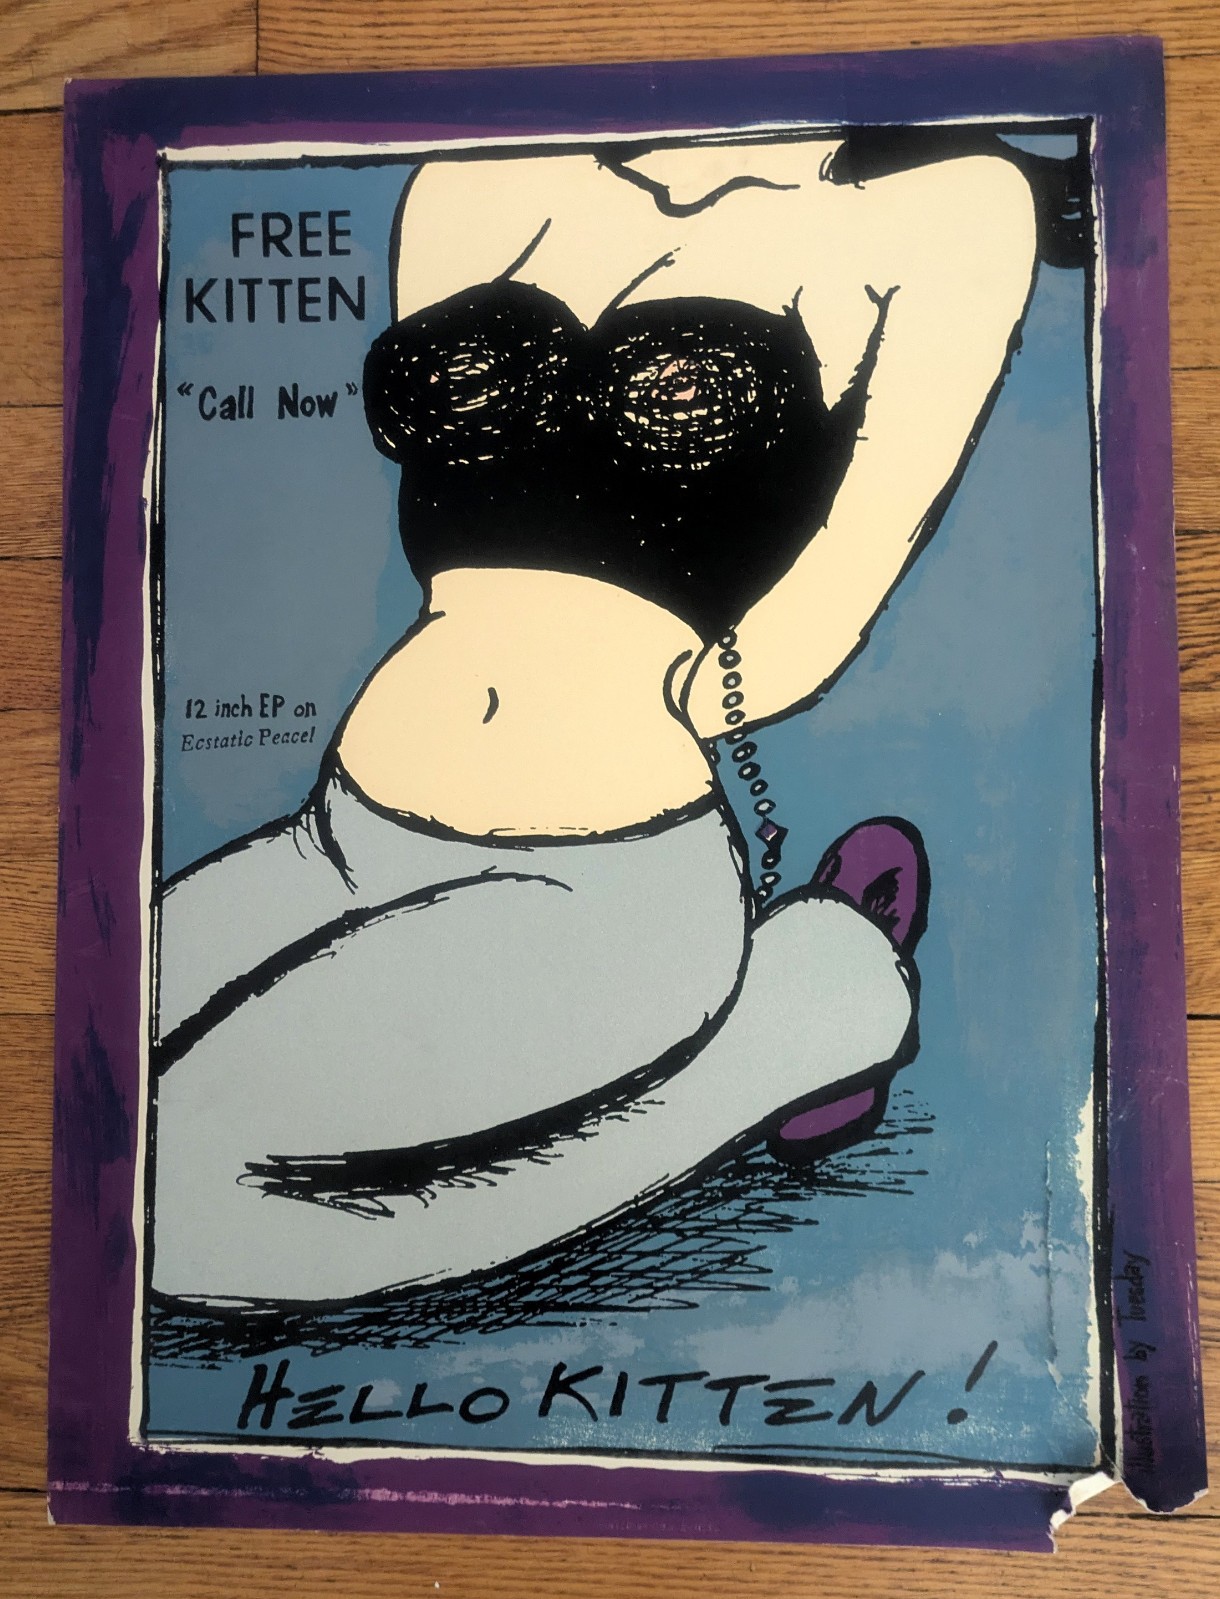 FREE
KITTEN
"Call Now"
12 inch EP on
Ecstatic Peace!
HELLO KITTEN!
Illustration by Tuesday